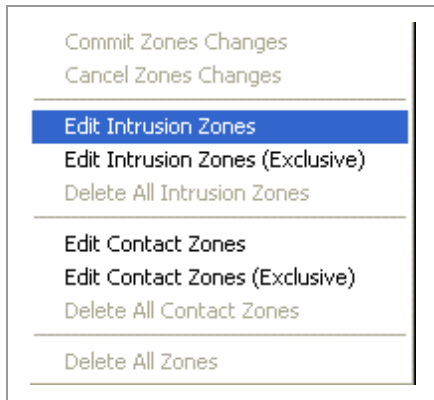 Commit Zones Changes
Cancel Zones Changes
Edit Intrusion Zones
Edit Intrusion Zones (Exclusive)
Delete All Intrusion Zones
Edit Contact Zones
Edit Contact Zones (Exclusive)
Delete All Contact Zones
Delete All Zones